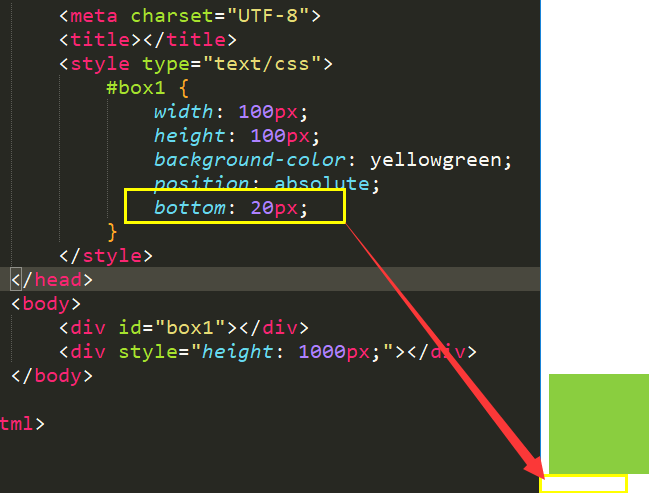 <meta charset="UTF-8">
<title></title>
<style type="text/css">
#box1 {
width: 100px;
height: 100px;
background-color: yellowgreen;
position: absolute;
bottom: 20px;
}
</style>
</head>
<body>
<div id="box1"></div>
<div style="height: 1000px;"></div>
</body>
tml>